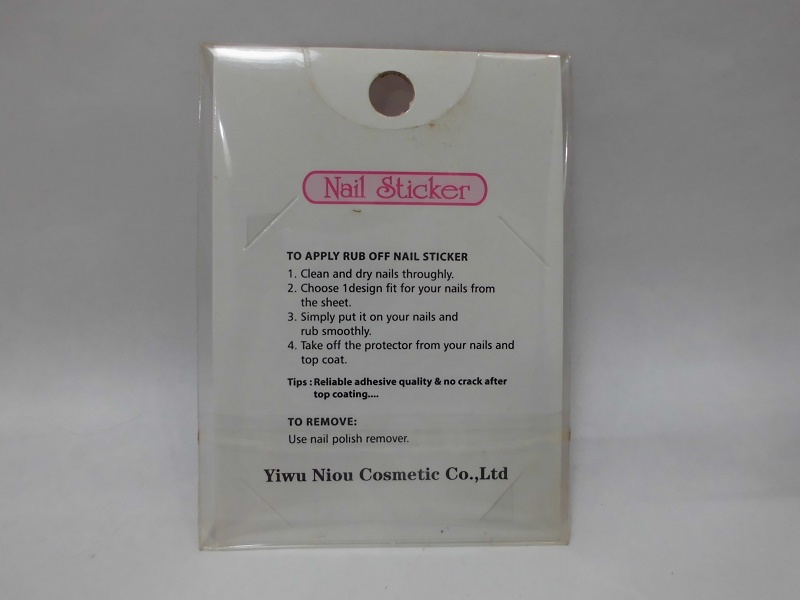 Nail Sticker
TO APPLY RUB OFF NAIL STICKER
1. Clean and dry nails throughly.
2. Choose 1design fit for your nails from
the sheet.
3. Simply put it on your nails and
rub smoothly.
4. Take off the protector from your nails and
top coat.
Tips : Reliable adhesive quality & no crack after
top coating....
TO REMOVE:
Use nail polish remover.
Yiwu Niou Cosmetic Co.,Ltd